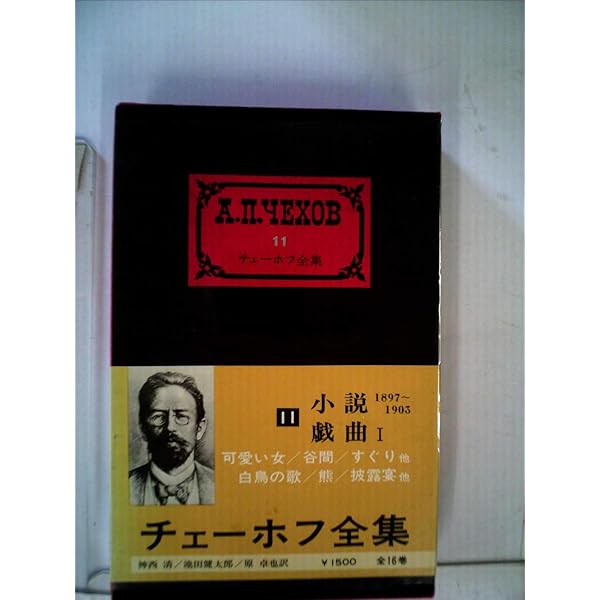 А.П.ЧЕХОВ
11
チェーホフ全集
11 小説 1897〜1903
戯曲 I
可愛い女／谷間／すぐり他
白鳥の歌／熊／披露宴他
チェーホフ全集
神西 清／池田健太郎／原 卓也訳 ￥1500 全16巻